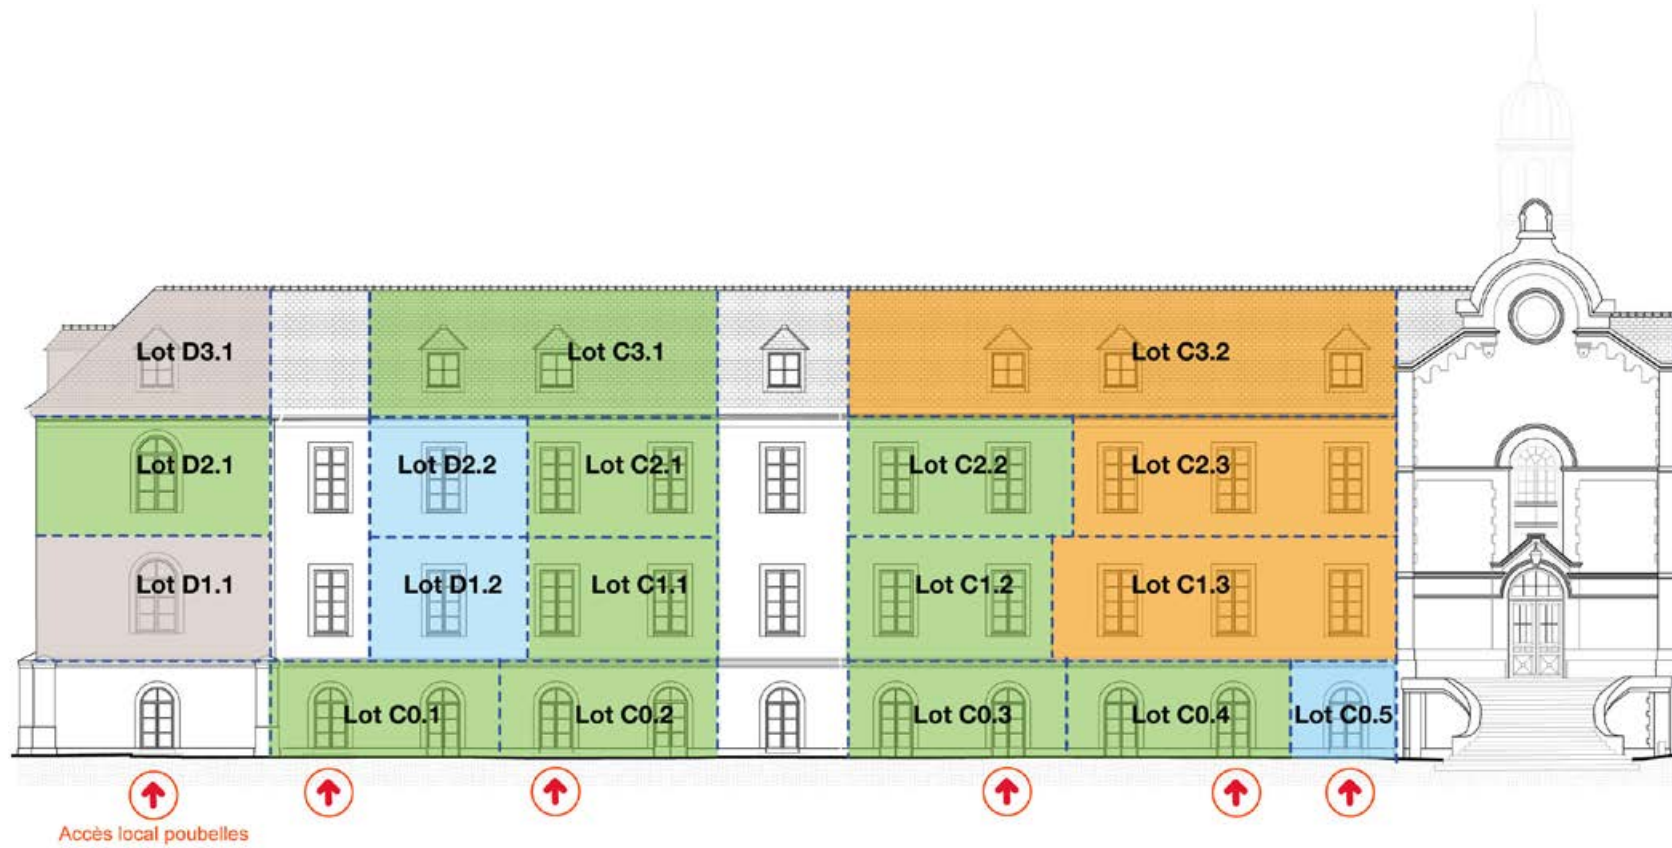 Lot D3.1
Lot C3.1
Lot C3.2
Lot D2.1
Lot D2.2
Lot C2.1
Lot C2.2
Lot C2.3
Lot D1.1
Lot D1.2
Lot C1.1
Lot C1.2
Lot C1.3
Lot C0.1
Lot C0.2
Lot C0.3
Lot C0.4
Lot C0.5
Accès local poubelles